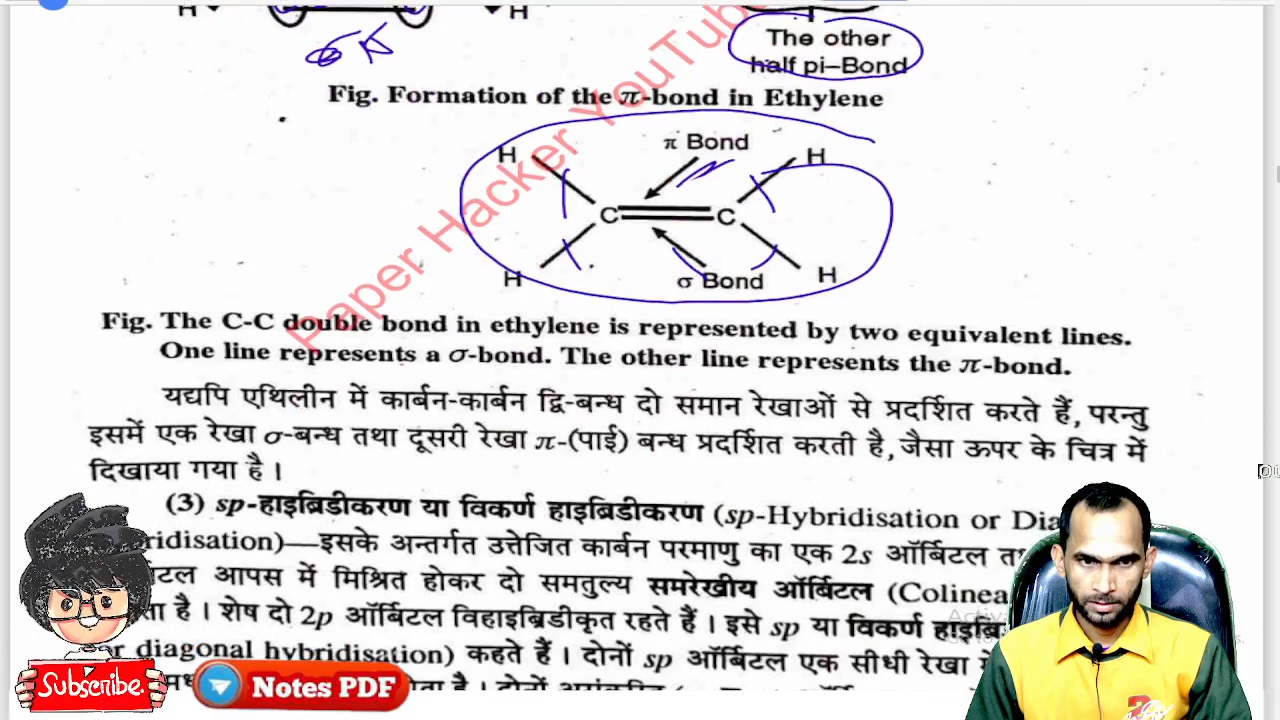 H H
σ π
The other
half pi–Bond
Fig. Formation of the π-bond in Ethylene
π Bond
H H
C C
H σ Bond H
Fig. The C-C double bond in ethylene is represented by two equivalent lines.
One line represents a σ-bond. The other line represents the π-bond.
यद्यपि एथिलीन में कार्बन-कार्बन द्वि-बन्ध दो समान रेखाओं से प्रदर्शित करते हैं, परन्तु
इसमें एक रेखा σ-बन्ध तथा दूसरी रेखा π-(पाई) बन्ध प्रदर्शित करती है, जैसा ऊपर के चित्र में
दिखाया गया है ।
(3) sp-हाइब्रिडीकरण या विकर्ण हाइब्रिडीकरण (sp-Hybridisation or Dia
ridisation)—इसके अन्तर्गत उत्तेजित कार्बन परमाणु का एक 2s ऑर्बिटल
टल आपस में मिश्रित होकर दो समतुल्य समरेखीय ऑर्बिटल (Colinea
ता है । शेष दो 2p ऑर्बिटल विहाइब्रिडीकृत रहते हैं । इसे sp या विकर्ण हाइब्रि
or diagonal hybridisation) कहते हैं । दोनों sp ऑर्बिटल एक सीधी रेखा
Paper Hacker YouTube
Subscribe
Notes PDF